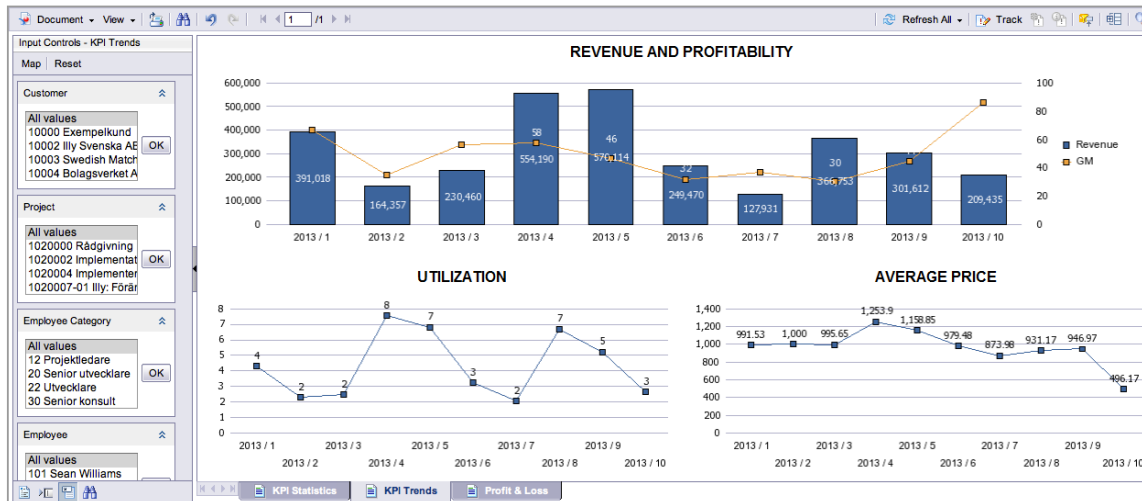 Document View 1 /1 Refresh All Track
Input Controls - KPI Trends
Map Reset
Customer
All values
10000 Exempelkund
10002 Illy Svenska AB
10003 Swedish Match
10004 Bolagsverket A
OK
Project
All values
1020000 Rådgivning
1020002 Implementat
1020004 Implementer
1020007-01 Illy: Förär
OK
Employee Category
All values
12 Projektledare
20 Senior utvecklare
22 Utvecklare
30 Senior konsult
OK
Employee
All values
101 Sean Williams
REVENUE AND PROFITABILITY
600,000
500,000
400,000
300,000
200,000
100,000
0
391,018
164,357
230,460
58
554,190
46
570,114
32
249,470
127,931
30
366,753
301,612
209,435
100
80
60
40
20
0
Revenue
GM
2013 / 1 2013 / 2 2013 / 3 2013 / 4 2013 / 5 2013 / 6 2013 / 7 2013 / 8 2013 / 9 2013 / 10
UTILIZATION
8
7
6
5
4
3
2
1
0
4 2 2 8 7 3 2 7 5 3
2013 / 1 2013 / 3 2013 / 5 2013 / 7 2013 / 9
2013 / 2 2013 / 4 2013 / 6 2013 / 8 2013 / 10
AVERAGE PRICE
1,400
1,200
1,000
800
600
400
200
0
991.53 1,000 995.65 1,253.9 1,158.85 979.48 873.98 931.17 946.97 496.17
2013 / 1 2013 / 3 2013 / 5 2013 / 7 2013 / 9
2013 / 2 2013 / 4 2013 / 6 2013 / 8 2013 / 10
KPI Statistics KPI Trends Profit & Loss